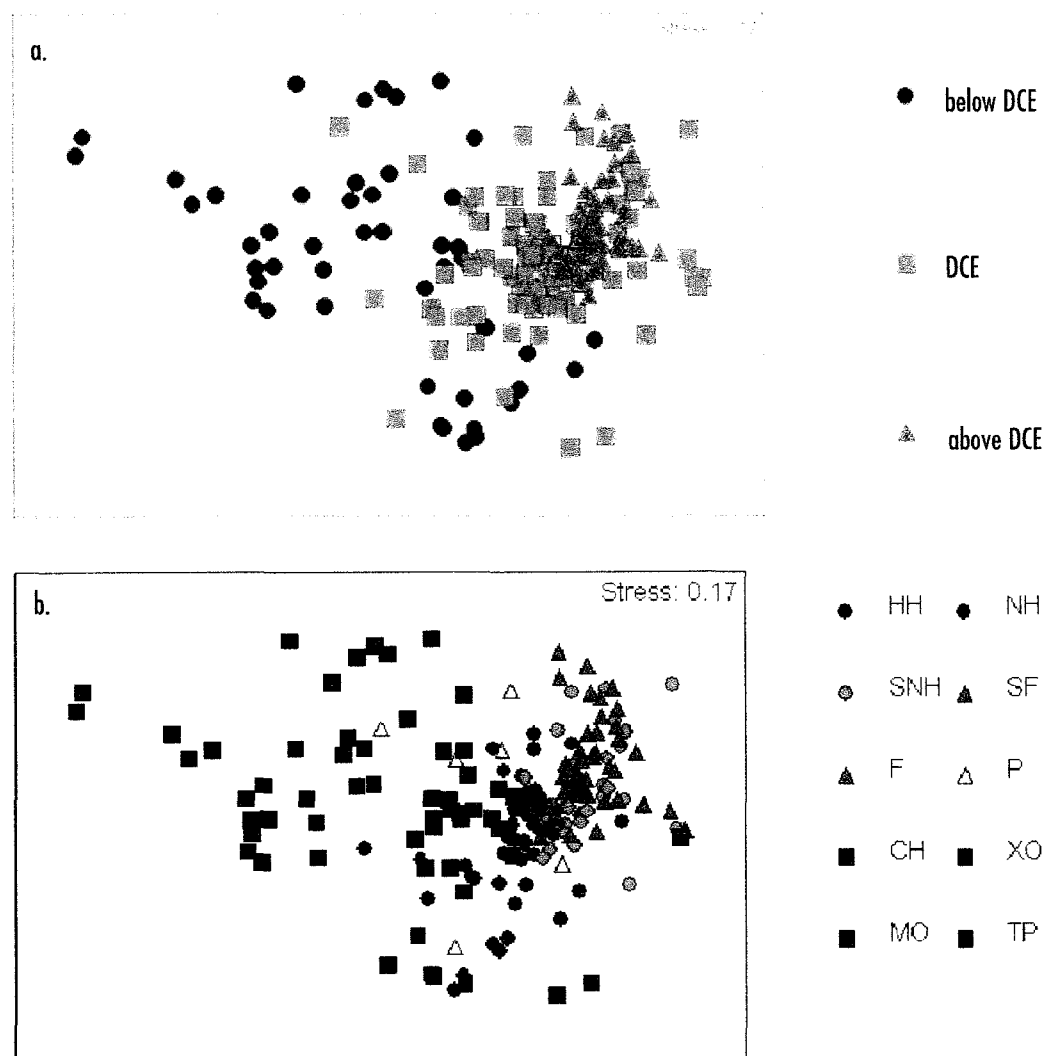 a.
below DCE
DCE
above DCE
b.
Stress: 0.17
HH NH
SNH SF
F P
CH XO
MO TP